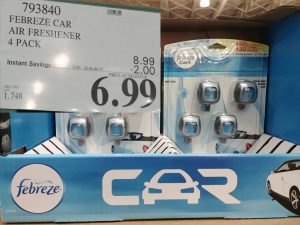 793840
FEBREZE CAR
AIR FRESHENER
4 PACK
8.99
Instant Savings
-2.00
6.99
1.748
febreze
CAR